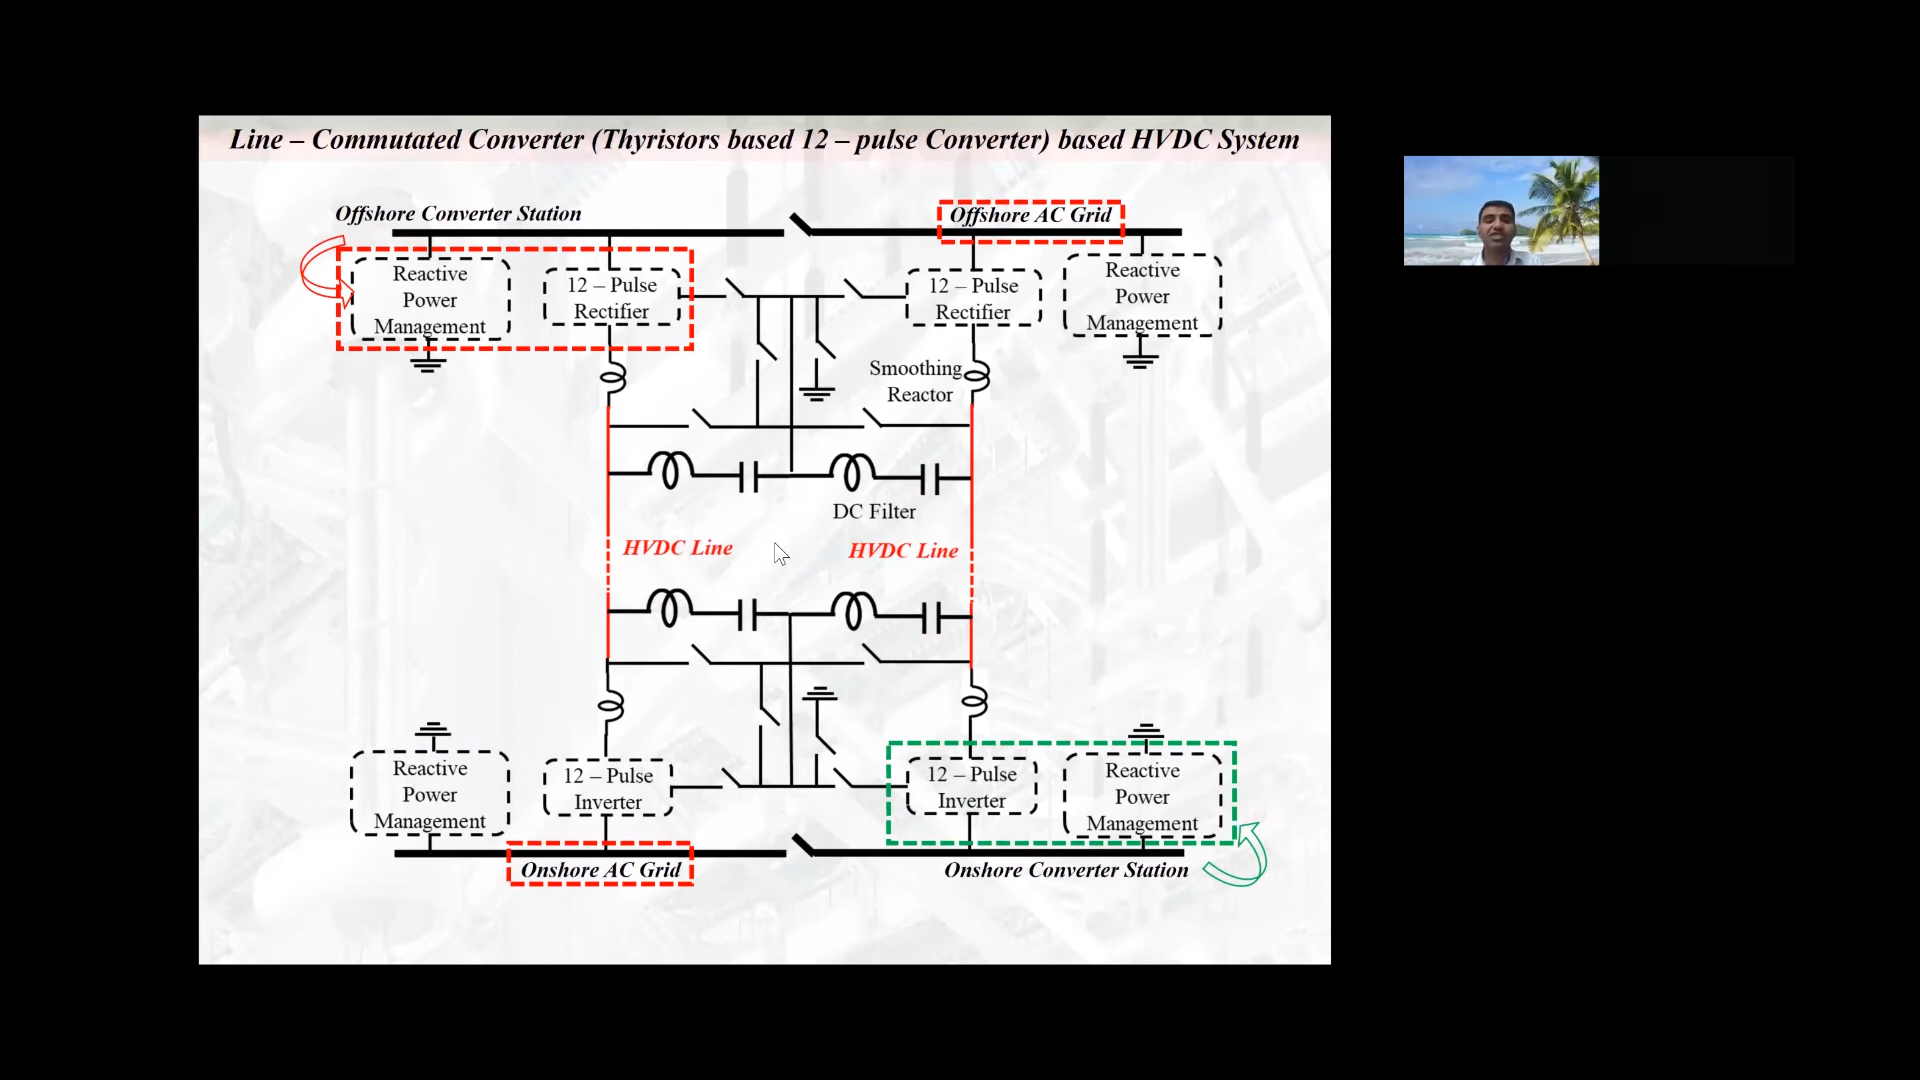 Line – Commutated Converter (Thyristors based 12 – pulse Converter) based HVDC System
Offshore Converter Station
Offshore AC Grid
Reactive
Power
Management
12 – Pulse
Rectifier
12 – Pulse
Rectifier
Reactive
Power
Management
Smoothing
Reactor
DC Filter
HVDC Line
HVDC Line
Reactive
Power
Management
12 – Pulse
Inverter
12 – Pulse
Inverter
Reactive
Power
Management
Onshore AC Grid
Onshore Converter Station